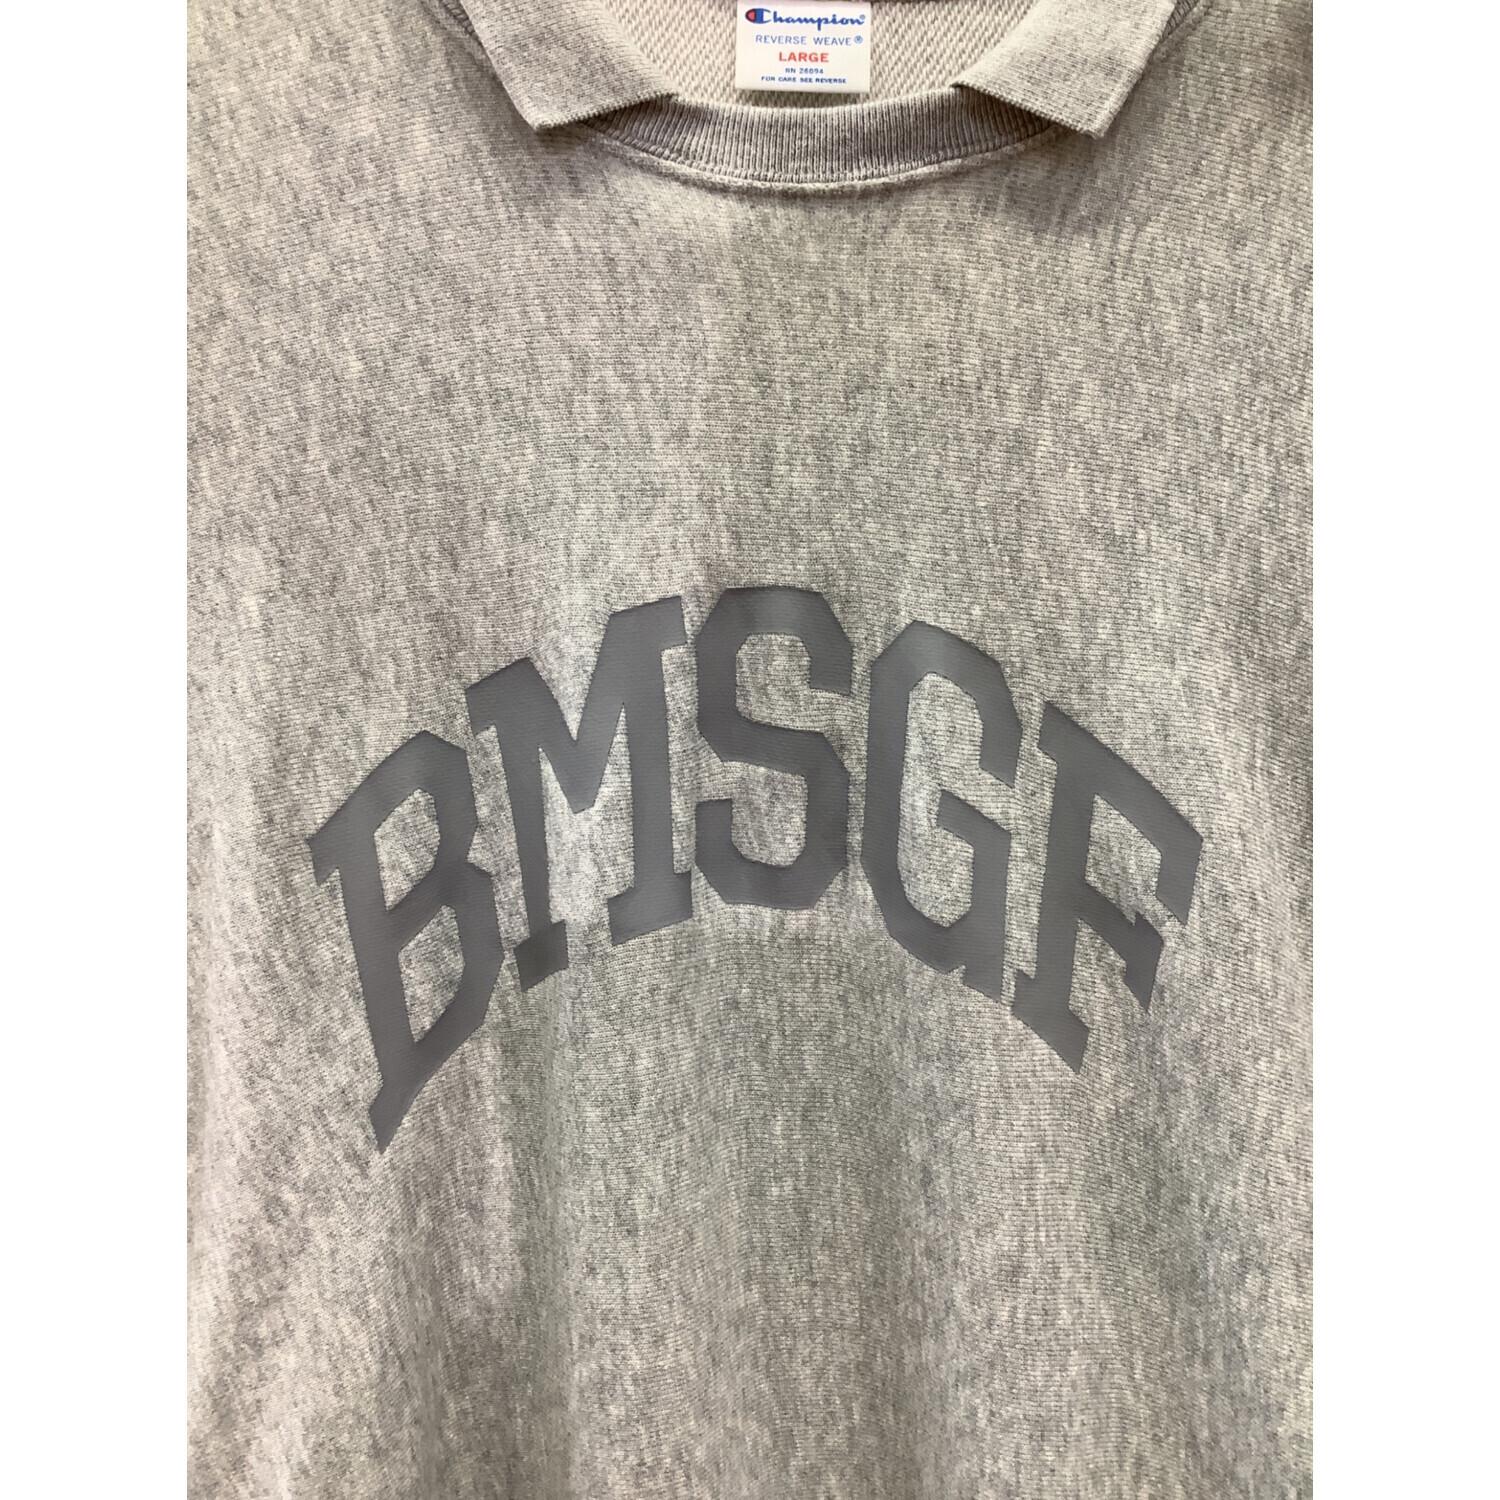 Champion®
REVERSE WEAVE®
LARGE
RN 26094
FOR CARE SEE REVERSE
BMSGF